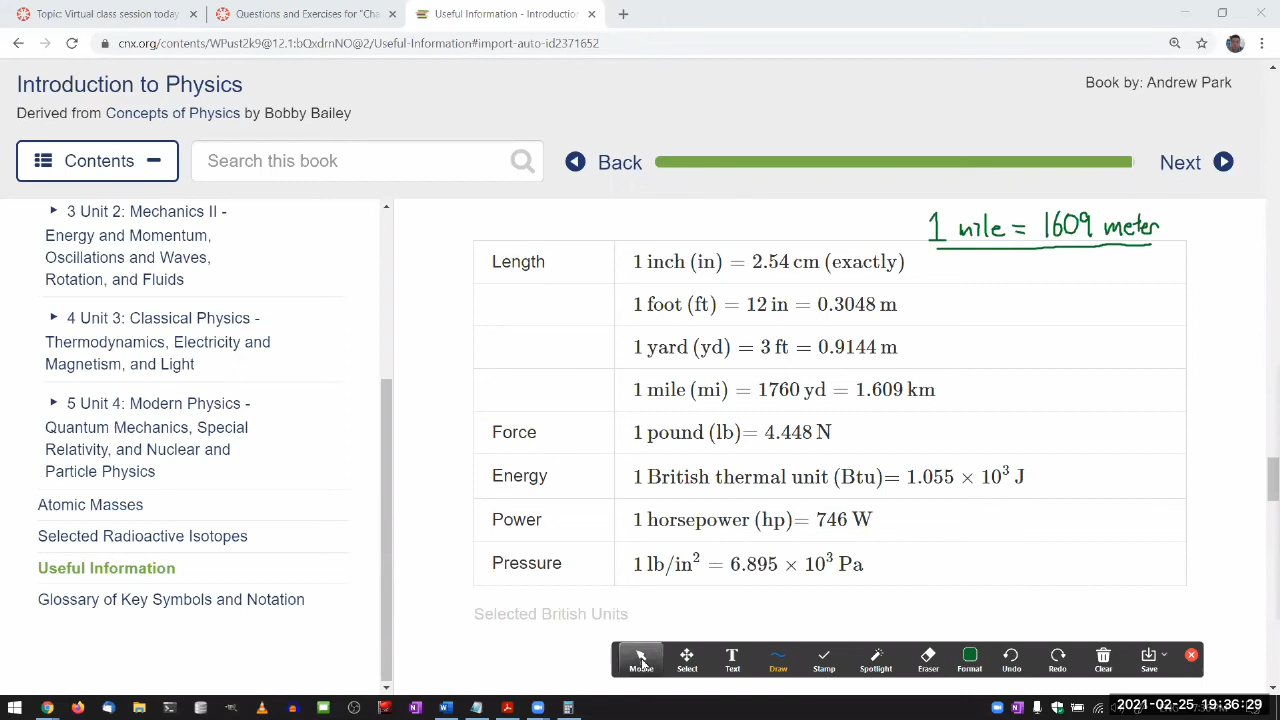 Topic: Virtual class session today
Questions and Exercises for "Cha
Useful Information - Introduction
cnx.org/contents/WPust2k9@12.1:bQxdrnNO@2/Useful-Information#import-auto-id2371652
Introduction to Physics
Book by: Andrew Park
Derived from Concepts of Physics by Bobby Bailey
Contents
Search this book
Back
Next
3 Unit 2: Mechanics II -
Energy and Momentum,
Oscillations and Waves,
Rotation, and Fluids
4 Unit 3: Classical Physics -
Thermodynamics, Electricity and
Magnetism, and Light
5 Unit 4: Modern Physics -
Quantum Mechanics, Special
Relativity, and Nuclear and
Particle Physics
Atomic Masses
Selected Radioactive Isotopes
Useful Information
Glossary of Key Symbols and Notation
1 mile = 1609 meter
Length 1 inch (in) = 2.54 cm (exactly)
1 foot (ft) = 12 in = 0.3048 m
1 yard (yd) = 3 ft = 0.9144 m
1 mile (mi) = 1760 yd = 1.609 km
Force 1 pound (lb)= 4.448 N
Energy 1 British thermal unit (Btu)= 1.055 × 10³ J
Power 1 horsepower (hp)= 746 W
Pressure 1 lb/in² = 6.895 × 10³ Pa
Selected British Units
Mouse Select Text Draw Stamp Spotlight Eraser Format Undo Redo Clear Save
2021-02-25 19:36:29